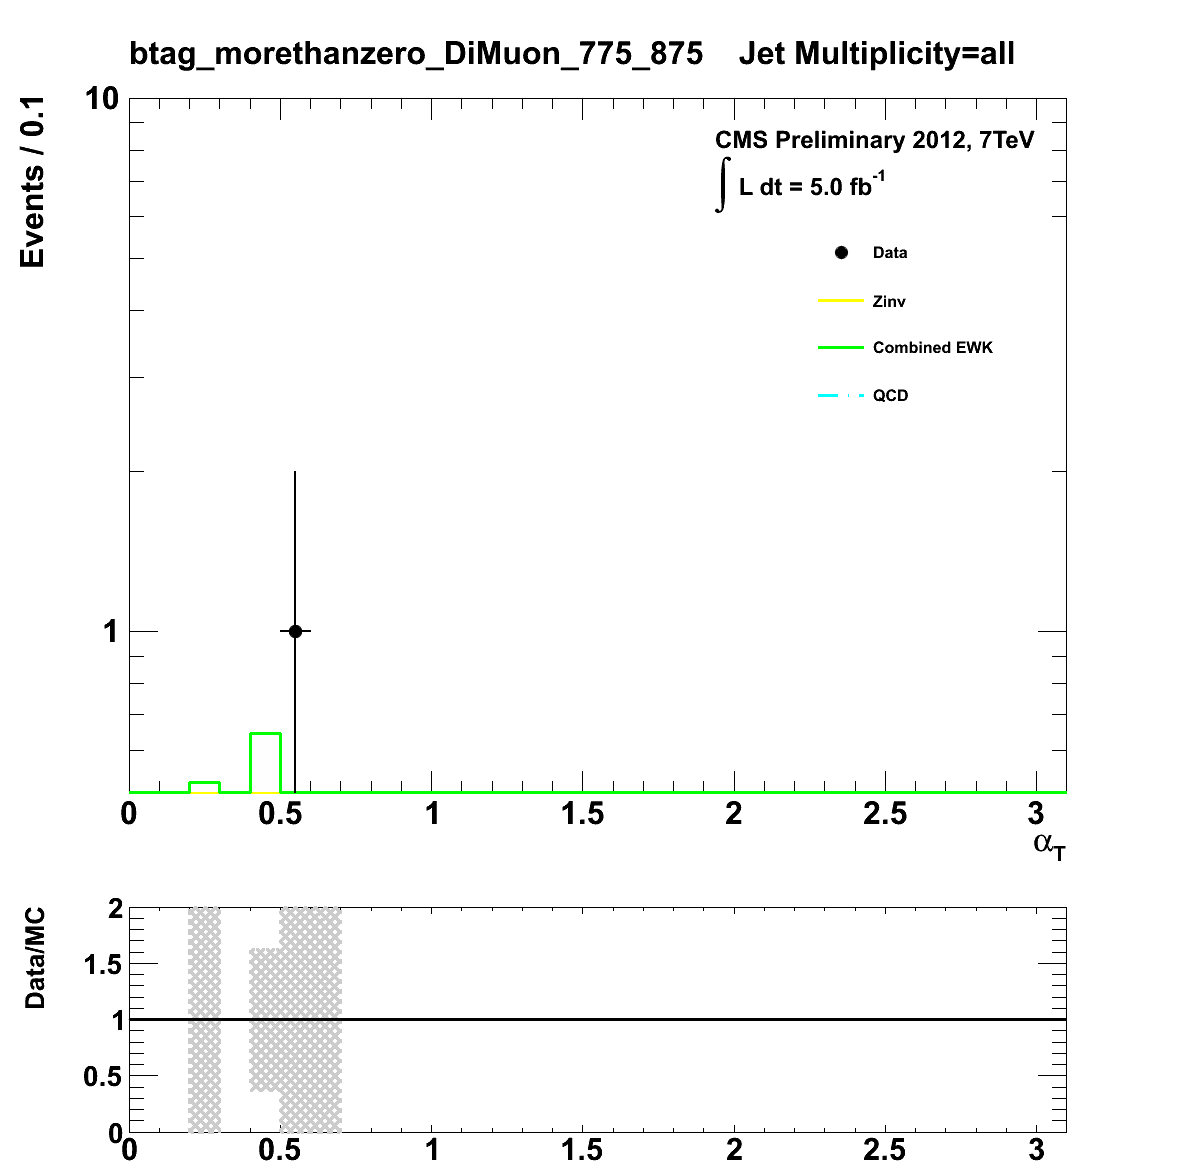 btag_morethanzero_DiMuon_775_875 Jet Multiplicity=all
Events / 0.1
10
1
CMS Preliminary 2012, 7TeV
∫ L dt = 5.0 fb⁻¹
Data
Zinv
Combined EWK
QCD
0 0.5 1 1.5 2 2.5 3
α_T
Data/MC
2
1.5
1
0.5
0
0 0.5 1 1.5 2 2.5 3